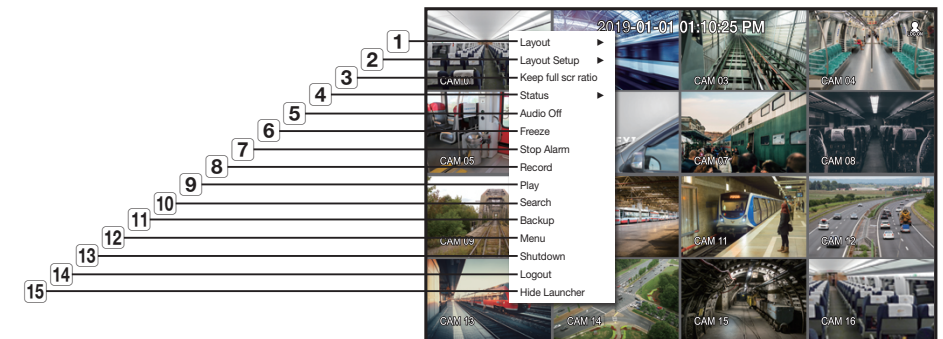 2019-01-01 01:10:25 PM
LOGON
1 Layout ►
2 Layout Setup ►
3 Keep full scr ratio
4 Status ►
5 Audio Off
6 Freeze
7 Stop Alarm
8 Record
9 Play
10 Search
11 Backup
12 Menu
13 Shutdown
14 Logout
15 Hide Launcher
CAM 01
CAM 03
CAM 04
CAM 05
CAM 07
CAM 08
CAM 09
CAM 11
CAM 12
CAM 13
CAM 14
CAM 15
CAM 16